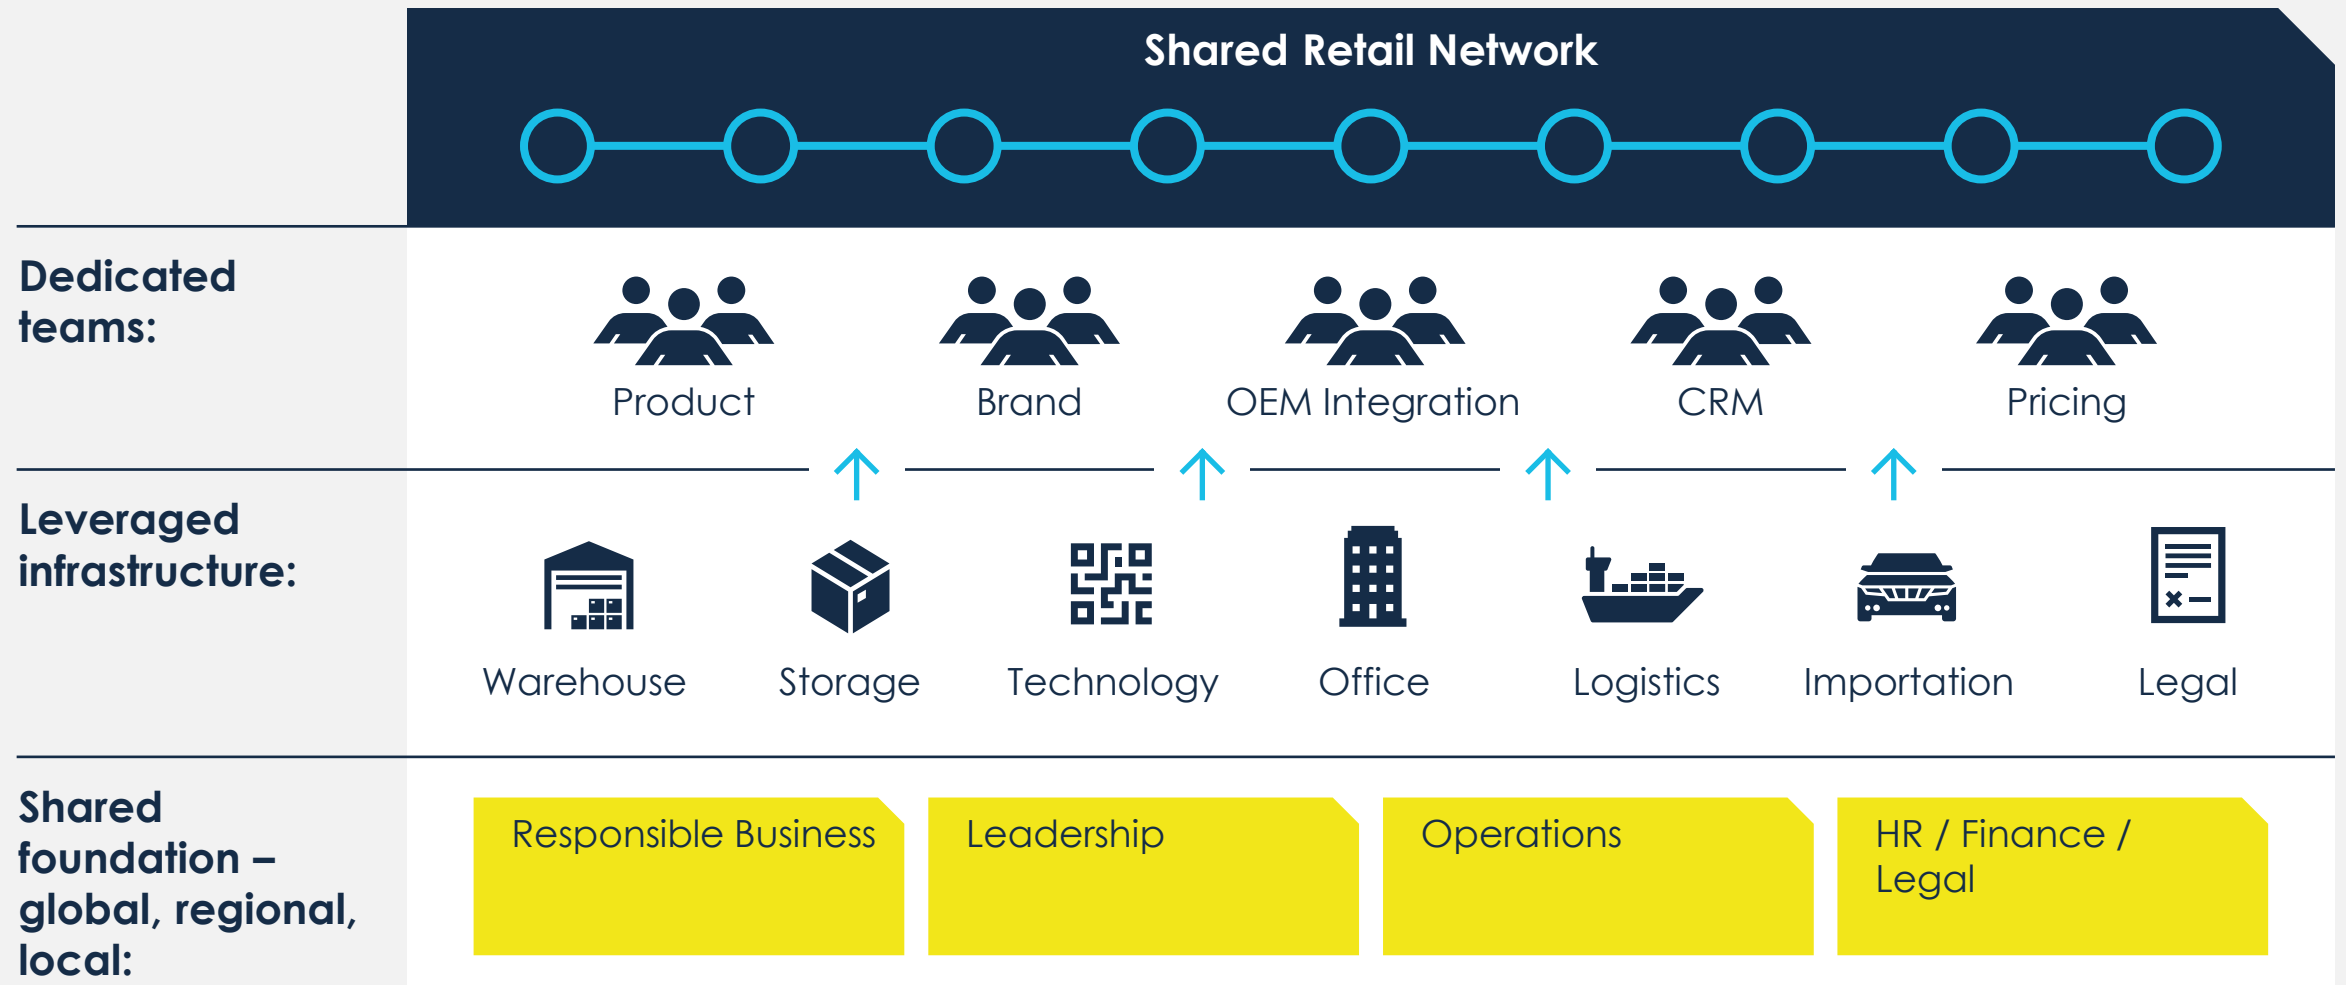 Shared Retail Network
Dedicated
teams:
Product
Brand
OEM Integration
CRM
Pricing
Leveraged
infrastructure:
Warehouse
Storage
Technology
Office
Logistics
Importation
Legal
Shared
foundation –
global, regional,
local:
Responsible Business
Leadership
Operations
HR / Finance /
Legal